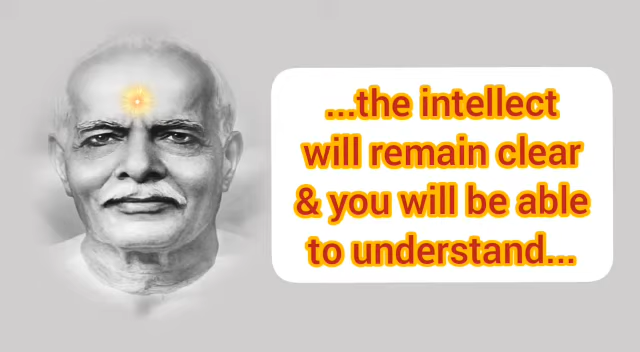 ...the intellect
will remain clear
& you will be able
to understand...